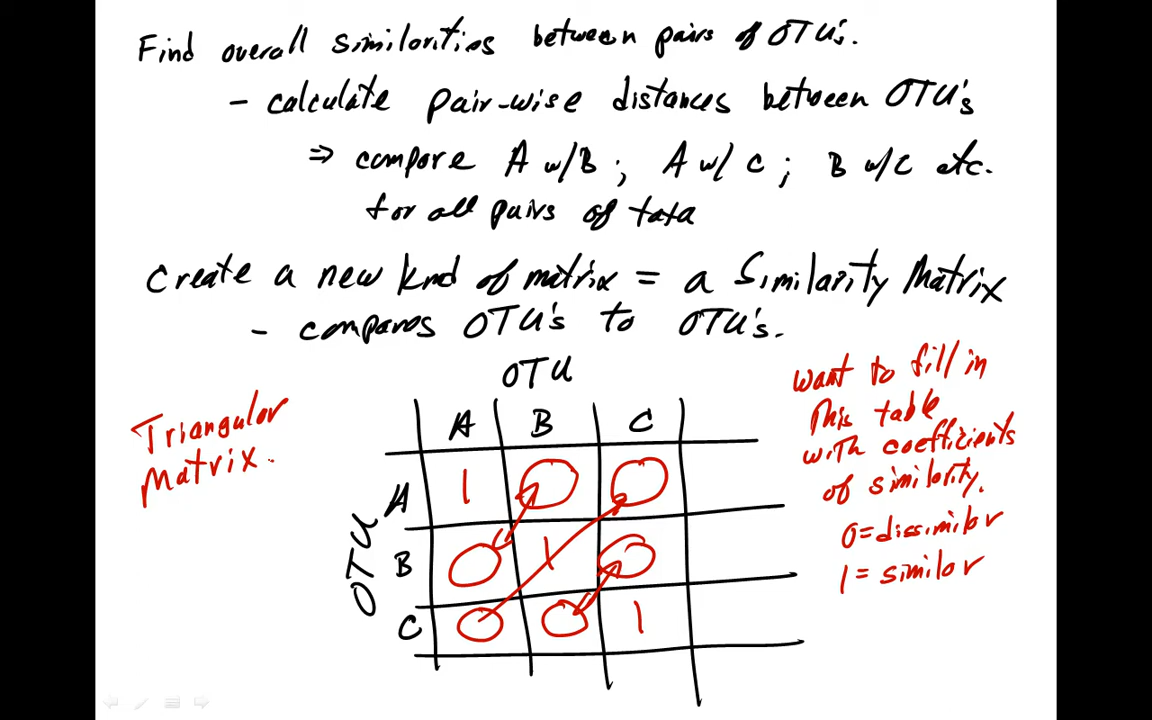 Find overall similarities between pairs of OTU's.
- calculate pair-wise distances between OTU's
⇒ compare A w/B ; A w/ C ; B w/C etc.
for all pairs of taxa
Create a new kind of matrix = a Similarity Matrix
- compares OTU's to OTU's.
OTU
Triangular
Matrix.
want to fill in
this table
with coefficients
of similarity.
0 = dissimilar
1 = similar
A B C
OTU
A 1
B 1
C 1